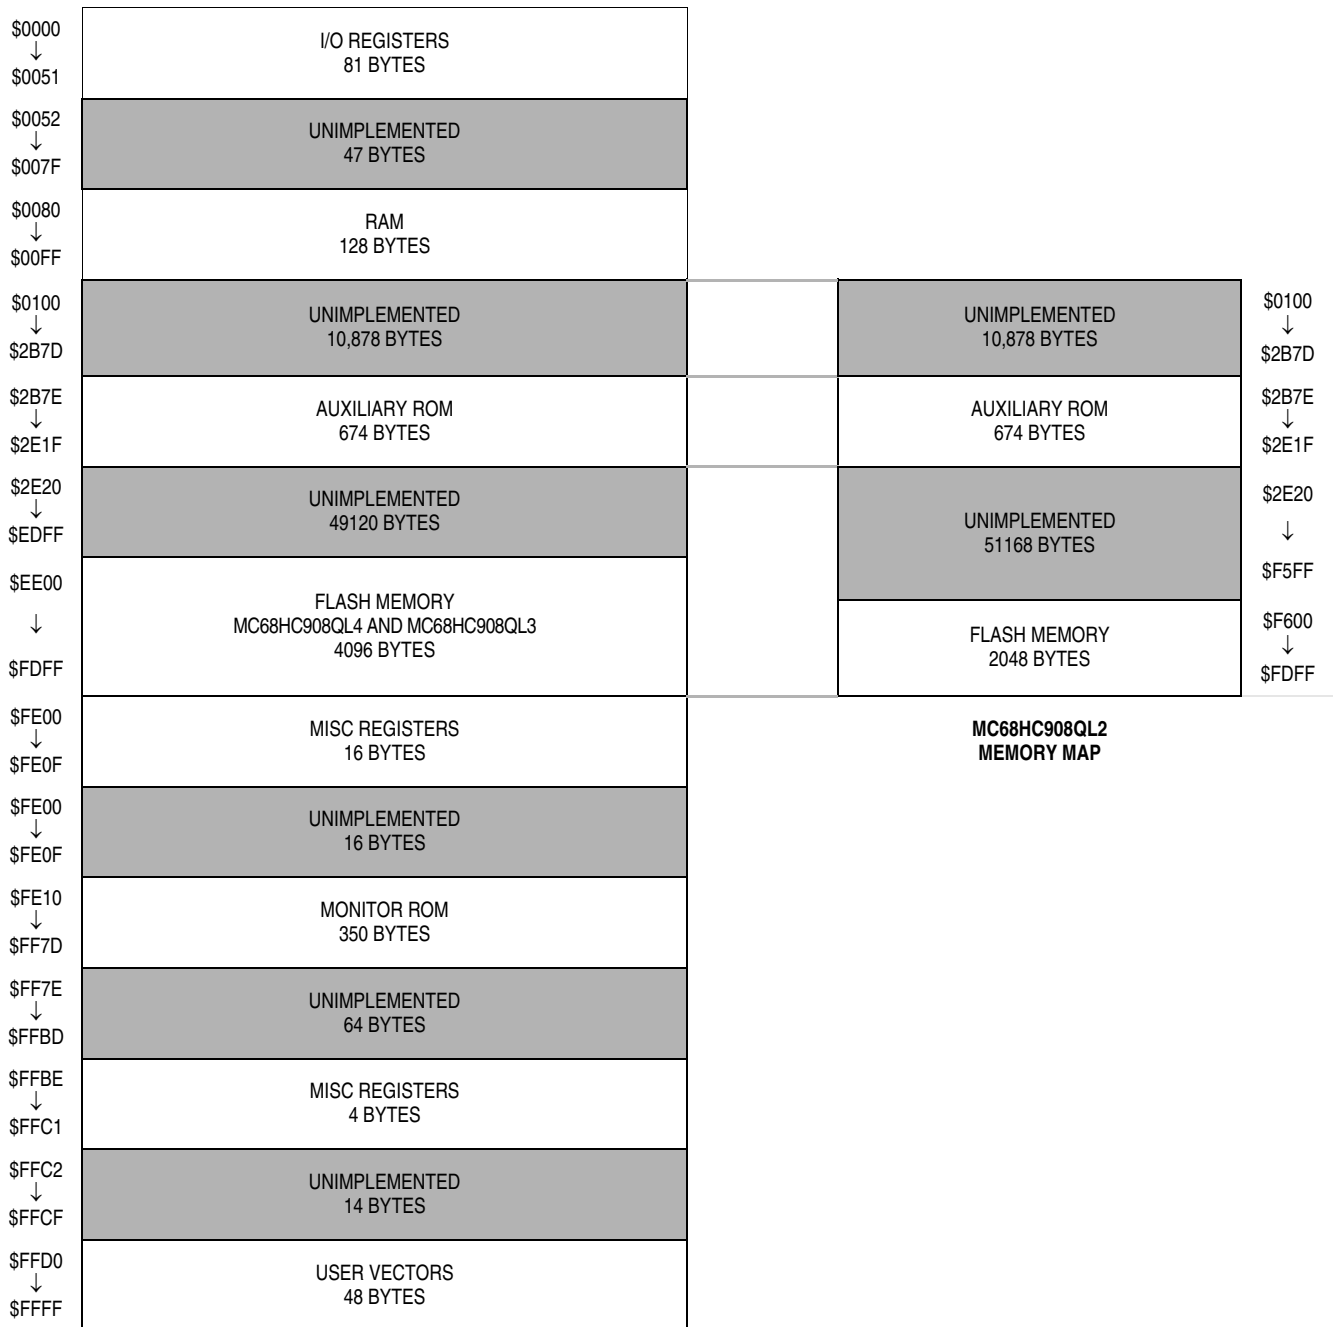 $0000
↓
$0051
I/O REGISTERS
81 BYTES
$0052
↓
$007F
UNIMPLEMENTED
47 BYTES
$0080
↓
$00FF
RAM
128 BYTES
$0100
↓
$2B7D
UNIMPLEMENTED
10,878 BYTES
UNIMPLEMENTED
10,878 BYTES
$0100
↓
$2B7D
$2B7E
↓
$2E1F
AUXILIARY ROM
674 BYTES
AUXILIARY ROM
674 BYTES
$2B7E
↓
$2E1F
$2E20
↓
$EDFF
UNIMPLEMENTED
49120 BYTES
UNIMPLEMENTED
51168 BYTES
$2E20
↓
$F5FF
$EE00
↓
$FDFF
FLASH MEMORY
MC68HC908QL4 AND MC68HC908QL3
4096 BYTES
FLASH MEMORY
2048 BYTES
$F600
↓
$FDFF
$FE00
↓
$FE0F
MISC REGISTERS
16 BYTES
MC68HC908QL2
MEMORY MAP
$FE00
↓
$FE0F
UNIMPLEMENTED
16 BYTES
$FE10
↓
$FF7D
MONITOR ROM
350 BYTES
$FF7E
↓
$FFBD
UNIMPLEMENTED
64 BYTES
$FFBE
↓
$FFC1
MISC REGISTERS
4 BYTES
$FFC2
↓
$FFCF
UNIMPLEMENTED
14 BYTES
$FFD0
↓
$FFFF
USER VECTORS
48 BYTES